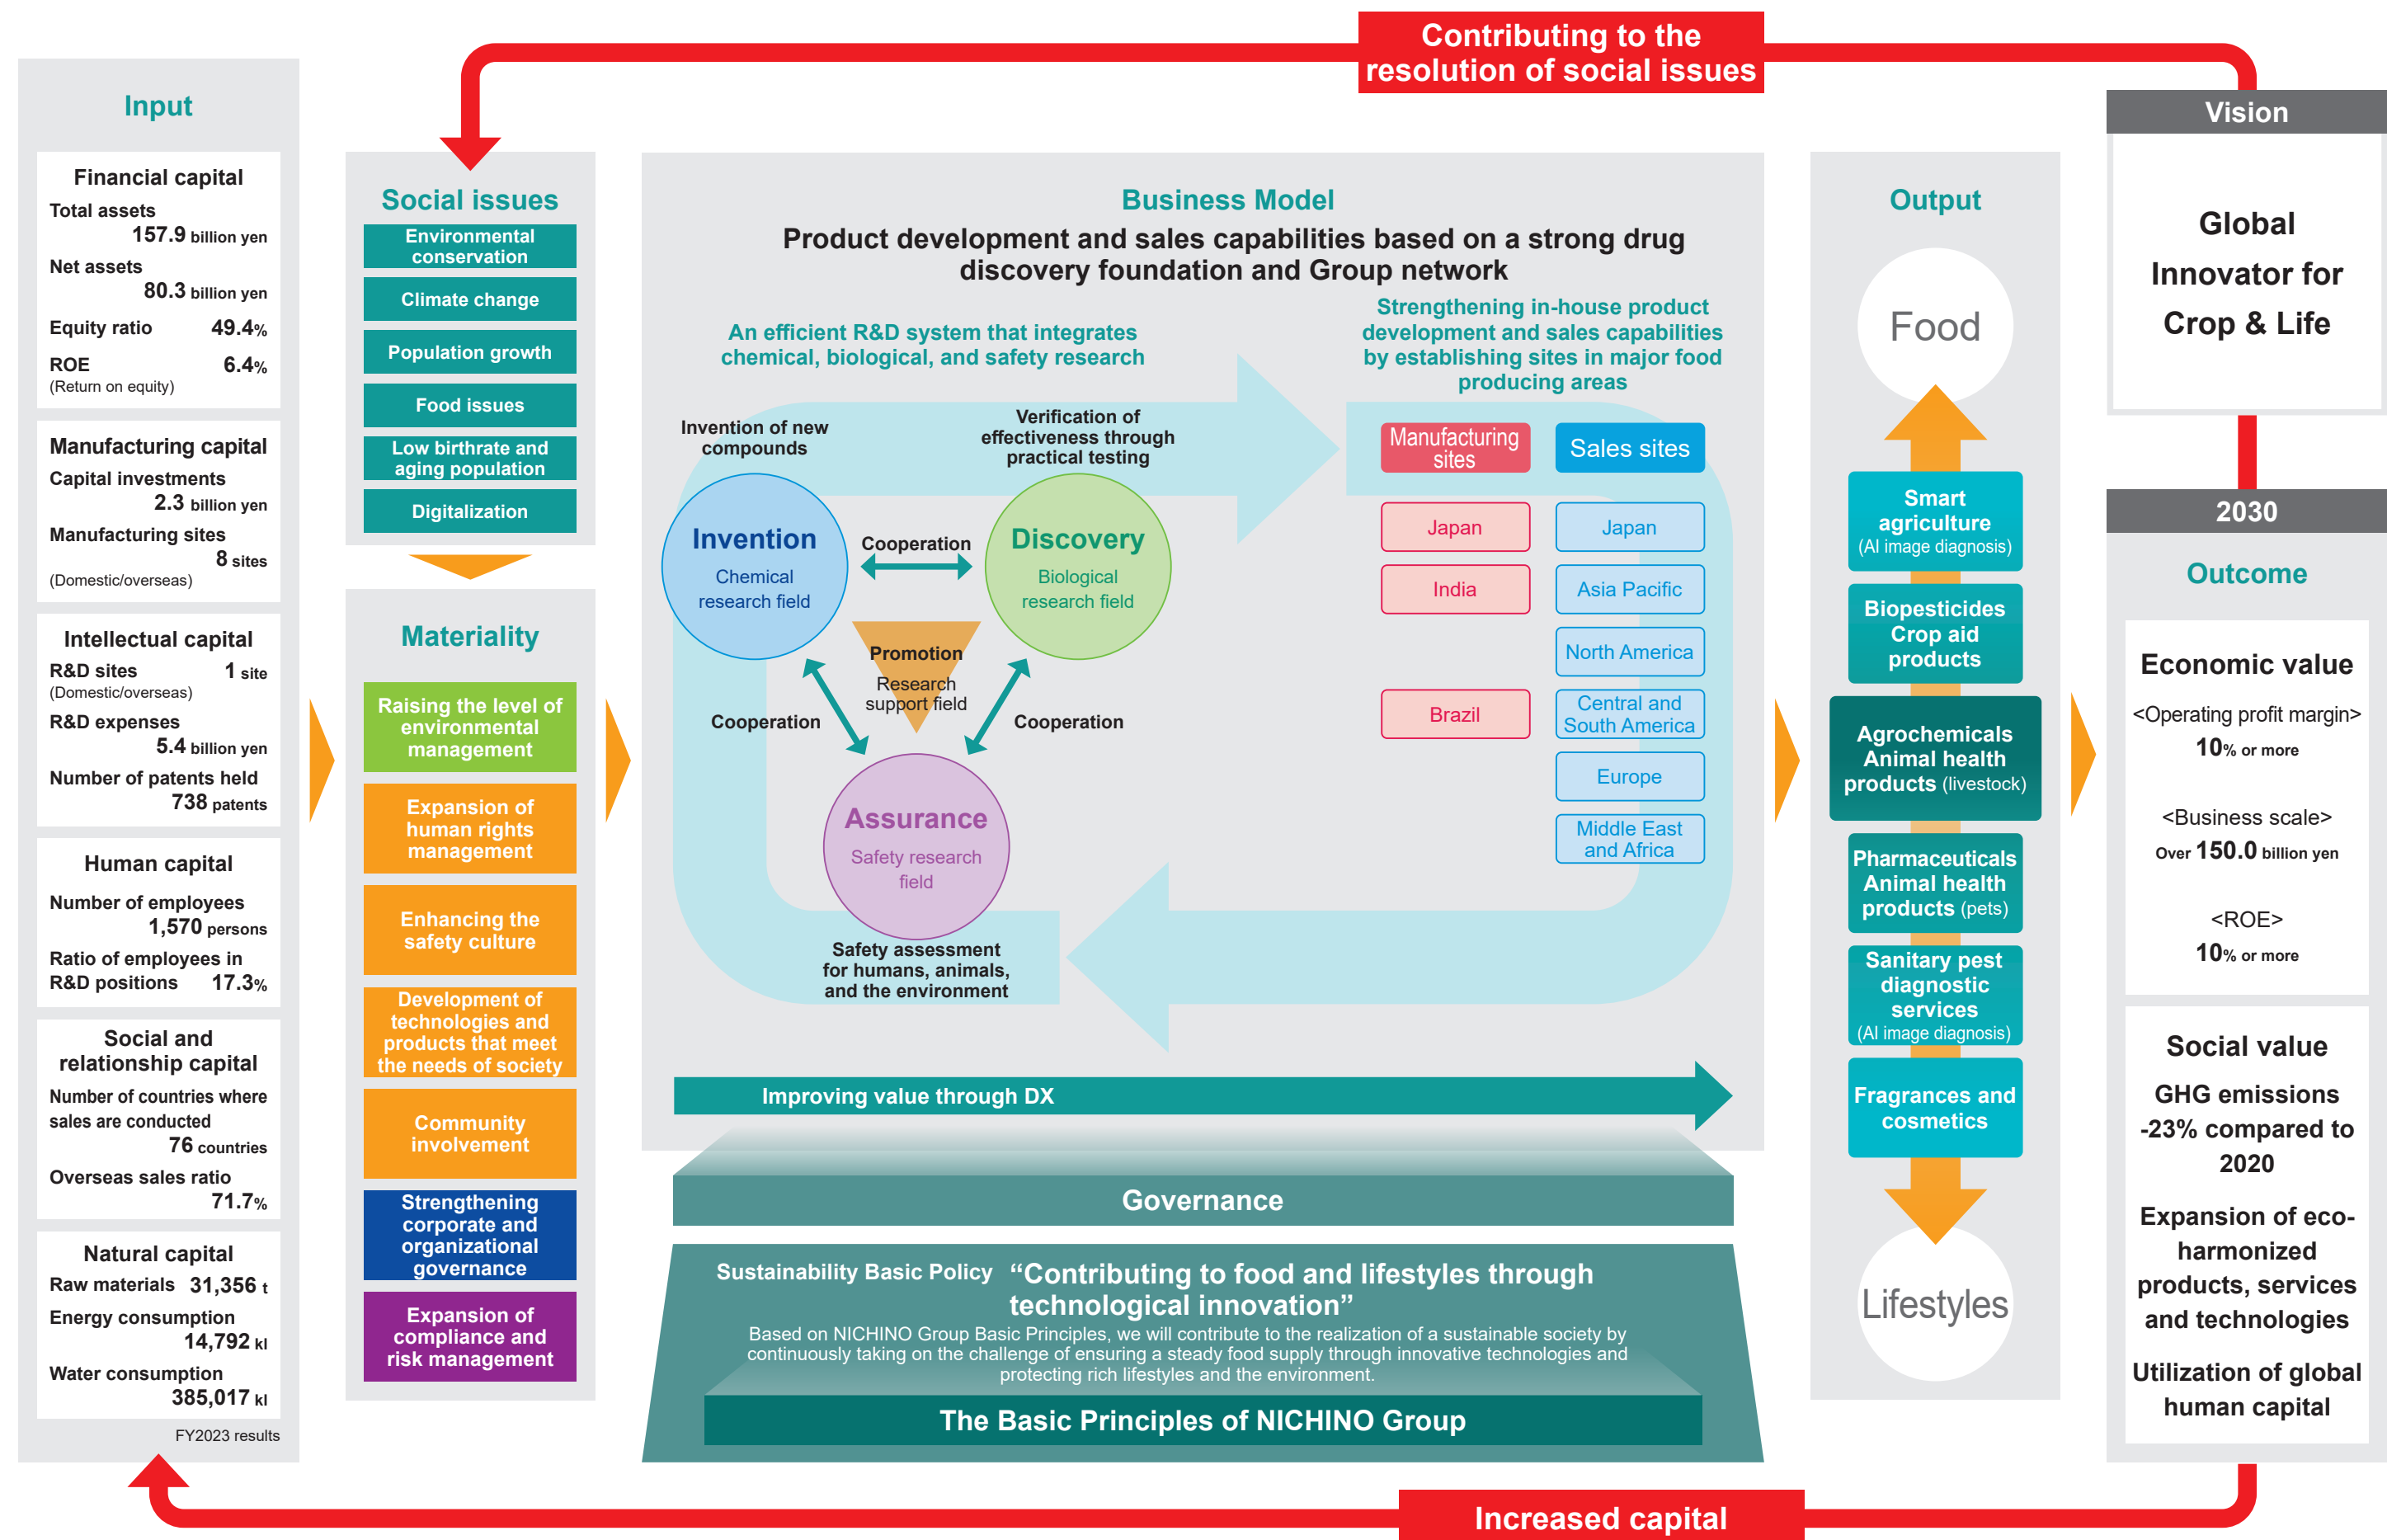 Contributing to the
resolution of social issues
Input
Financial capital
Total assets
157.9 billion yen
Net assets
80.3 billion yen
Equity ratio 49.4%
ROE 6.4%
(Return on equity)
Manufacturing capital
Capital investments
2.3 billion yen
Manufacturing sites
8 sites
(Domestic/overseas)
Intellectual capital
R&D sites 1 site
(Domestic/overseas)
R&D expenses
5.4 billion yen
Number of patents held
738 patents
Human capital
Number of employees
1,570 persons
Ratio of employees in
R&D positions 17.3%
Social and
relationship capital
Number of countries where
sales are conducted
76 countries
Overseas sales ratio
71.7%
Natural capital
Raw materials 31,356 t
Energy consumption
14,792 kl
Water consumption
385,017 kl
FY2023 results
Social issues
Environmental
conservation
Climate change
Population growth
Food issues
Low birthrate and
aging population
Digitalization
Materiality
Raising the level of
environmental
management
Expansion of
human rights
management
Enhancing the
safety culture
Development of
technologies and
products that meet
the needs of society
Community
involvement
Strengthening
corporate and
organizational
governance
Expansion of
compliance and
risk management
Business Model
Product development and sales capabilities based on a strong drug
discovery foundation and Group network
An efficient R&D system that integrates
chemical, biological, and safety research
Invention of new
compounds
Verification of
effectiveness through
practical testing
Invention
Chemical
research field
Cooperation
Discovery
Biological
research field
Promotion
Research
support field
Cooperation
Cooperation
Assurance
Safety research
field
Safety assessment
for humans, animals,
and the environment
Strengthening in-house product
development and sales capabilities
by establishing sites in major food
producing areas
Manufacturing
sites
Japan
India
Brazil
Sales sites
Japan
Asia Pacific
North America
Central and
South America
Europe
Middle East
and Africa
Improving value through DX
Governance
Sustainability Basic Policy “Contributing to food and lifestyles through
technological innovation”
Based on NICHINO Group Basic Principles, we will contribute to the realization of a sustainable society by
continuously taking on the challenge of ensuring a steady food supply through innovative technologies and
protecting rich lifestyles and the environment.
The Basic Principles of NICHINO Group
Output
Food
Smart
agriculture
(AI image diagnosis)
Biopesticides
Crop aid
products
Agrochemicals
Animal health
products (livestock)
Pharmaceuticals
Animal health
products (pets)
Sanitary pest
diagnostic
services
(AI image diagnosis)
Fragrances and
cosmetics
Lifestyles
Vision
Global
Innovator for
Crop & Life
2030
Outcome
Economic value
<Operating profit margin>
10% or more
<Business scale>
Over 150.0 billion yen
<ROE>
10% or more
Social value
GHG emissions
-23% compared to
2020
Expansion of eco-
harmonized
products, services
and technologies
Utilization of global
human capital
Increased capital